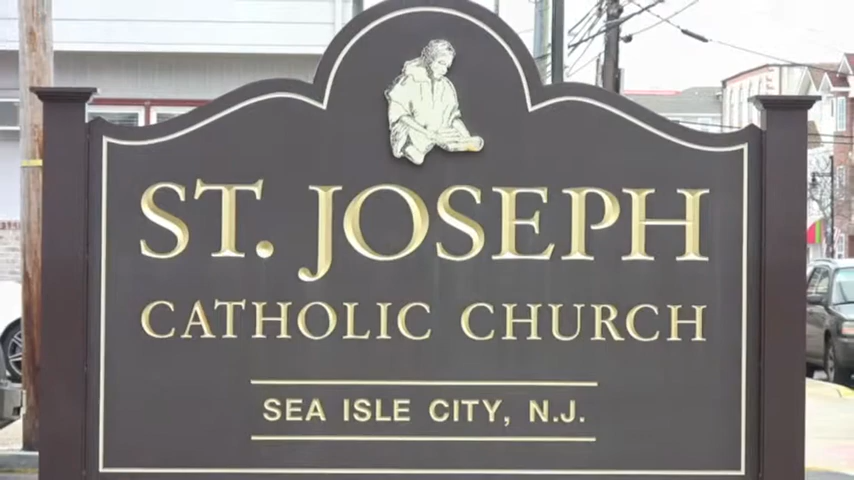 ST. JOSEPH
CATHOLIC CHURCH
SEA ISLE CITY, N.J.